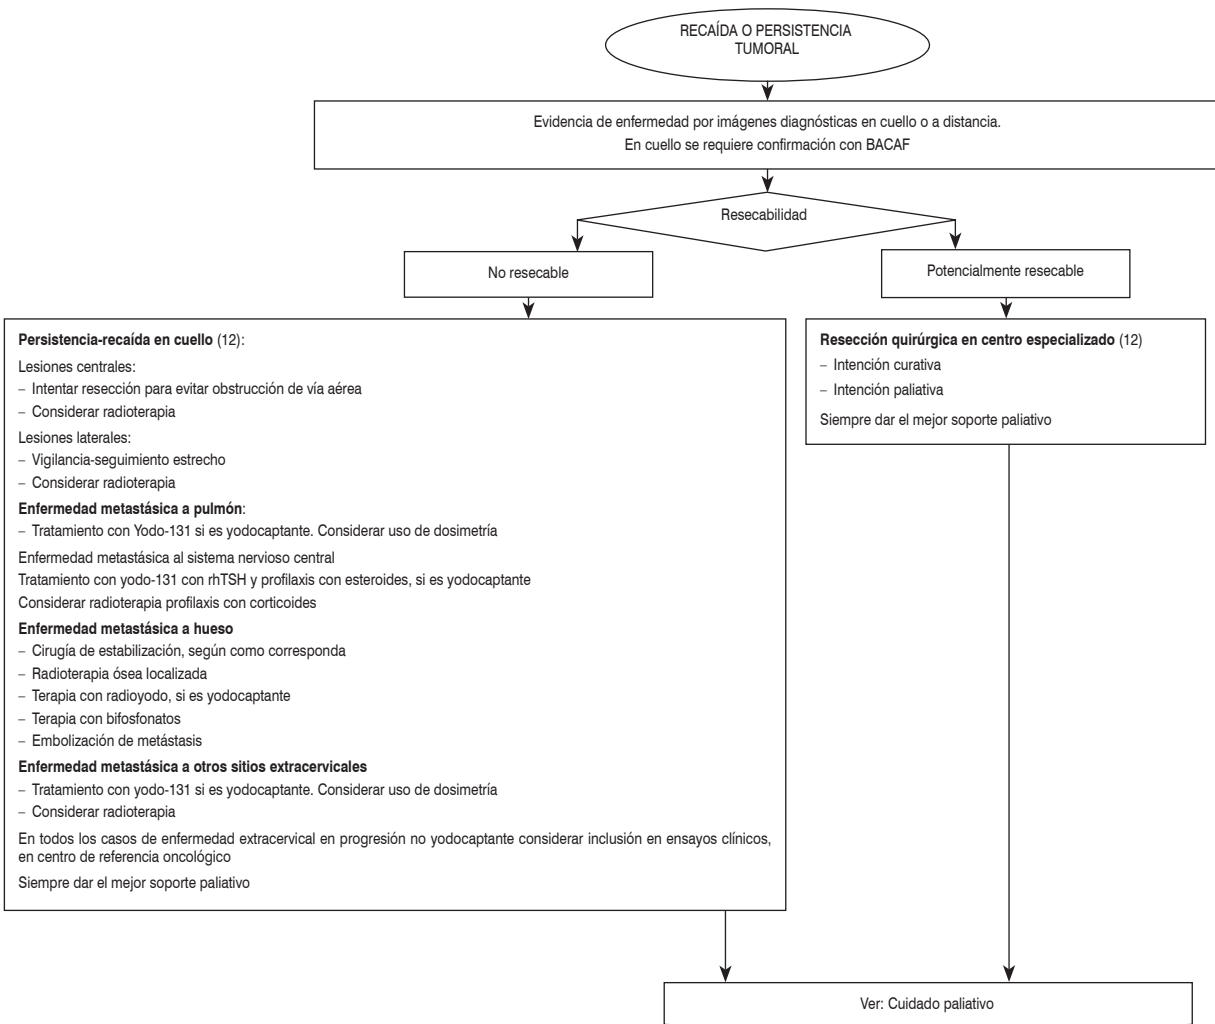 RECAÍDA O PERSISTENCIA
TUMORAL
Evidencia de enfermedad por imágenes diagnósticas en cuello o a distancia.
En cuello se requiere confirmación con BACAF
Resecabilidad
No resecable
Potencialmente resecable
Persistencia-recaída en cuello (12):
Lesiones centrales:
– Intentar resección para evitar obstrucción de vía aérea
– Considerar radioterapia
Lesiones laterales:
– Vigilancia-seguimiento estrecho
– Considerar radioterapia
Enfermedad metastásica a pulmón:
– Tratamiento con Yodo-131 si es yodocaptante. Considerar uso de dosimetría
Enfermedad metastásica al sistema nervioso central
Tratamiento con yodo-131 con rhTSH y profilaxis con esteroides, si es yodocaptante
Considerar radioterapia profilaxis con corticoides
Enfermedad metastásica a hueso
– Cirugía de estabilización, según como corresponda
– Radioterapia ósea localizada
– Terapia con radioyodo, si es yodocaptante
– Terapia con bifosfonatos
– Embolización de metástasis
Enfermedad metastásica a otros sitios extracervicales
– Tratamiento con yodo-131 si es yodocaptante. Considerar uso de dosimetría
– Considerar radioterapia
En todos los casos de enfermedad extracervical en progresión no yodocaptante considerar inclusión en ensayos clínicos,
en centro de referencia oncológico
Siempre dar el mejor soporte paliativo
Resección quirúrgica en centro especializado (12)
– Intención curativa
– Intención paliativa
Siempre dar el mejor soporte paliativo
Ver: Cuidado paliativo